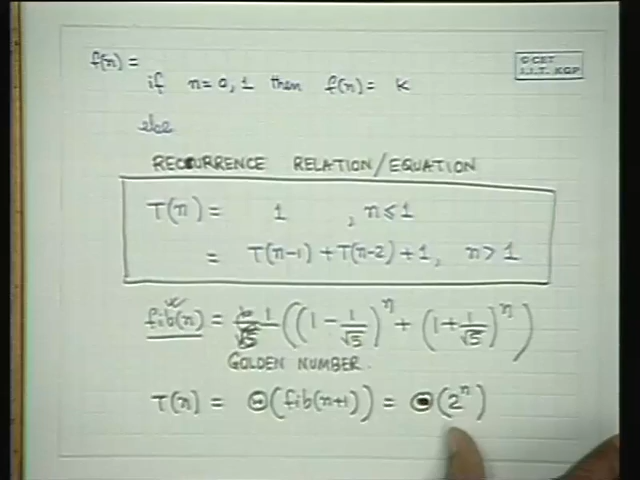 f(n) =
© CET
I.I.T. KGP
if n = 0, 1 then f(n) = K
else
RECURRENCE RELATION/EQUATION
T(n) = 1 , n ≤ 1
= T(n-1) + T(n-2) + 1, n > 1
fib(n) = 1/√5 ((1 - 1/√5)^n + (1 + 1/√5)^n)
GOLDEN NUMBER.
T(n) = Θ(fib(n+1)) = Θ(2^n)